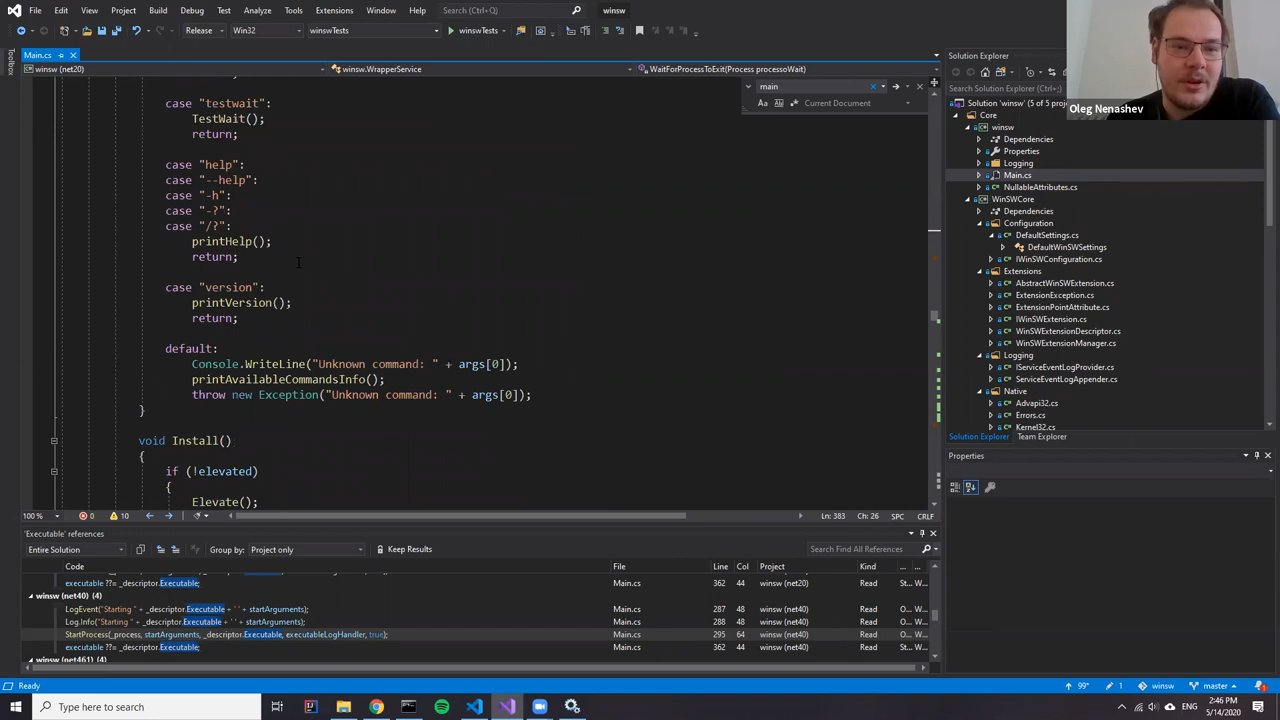 File Edit View Project Build Debug Test Analyze Tools Extensions Window Help Search (Ctrl+Q) winsw
Release Win32 winswTests winswTests
Toolbox
Main.cs
winsw (net20) winsw.WrapperService WaitForProcessToExit(Process processoWait)
main
Aa Current Document
case "testwait":
TestWait();
return;
case "help":
case "--help":
case "-h":
case "-?":
case "/?":
printHelp();
return;
case "version":
printVersion();
return;
default:
Console.WriteLine("Unknown command: " + args[0]);
printAvailableCommandsInfo();
throw new Exception("Unknown command: " + args[0]);
}
void Install()
{
if (!elevated)
{
Elevate();
100 % 0 10 Ln: 383 Ch: 26 SPC CRLF
'Executable' references
Entire Solution Group by: Project only Keep Results Search Find All References
Code File Line Col Project Kind ... ...
executable ??= _descriptor.Executable; Main.cs 362 44 winsw (net20) Read St... W...
winsw (net40) (4)
LogEvent("Starting " + _descriptor.Executable + ' ' + startArguments); Main.cs 287 48 winsw (net40) Read O... W...
Log.Info("Starting " + _descriptor.Executable + ' ' + startArguments); Main.cs 288 48 winsw (net40) Read O... W...
StartProcess(_process, startArguments, _descriptor.Executable, executableLogHandler, true); Main.cs 295 64 winsw (net40) Read O... W...
executable ??= _descriptor.Executable; Main.cs 362 44 winsw (net40) Read St... W...
winsw (net461) (4)
Solution Explorer
Search Solution Explorer
Solution 'winsw' (5 of 5 proj
Core
winsw
Dependencies
Properties
Logging
Main.cs
NullableAttributes.cs
WinSWCore
Dependencies
Configuration
DefaultSettings.cs
DefaultWinSWSettings
IWinSWConfiguration.cs
Extensions
AbstractWinSWExtension.cs
ExtensionException.cs
ExtensionPointAttribute.cs
IWinSWExtension.cs
WinSWExtensionDescriptor.cs
WinSWExtensionManager.cs
Logging
IServiceEventLogProvider.cs
ServiceEventLogAppender.cs
Native
Advapi32.cs
Errors.cs
Kernel32.cs
Solution Explorer Team Explorer
Properties
Oleg Nenashev
Ready 99+ 1 winsw master 1
Type here to search ENG 2:46 PM
5/14/2020